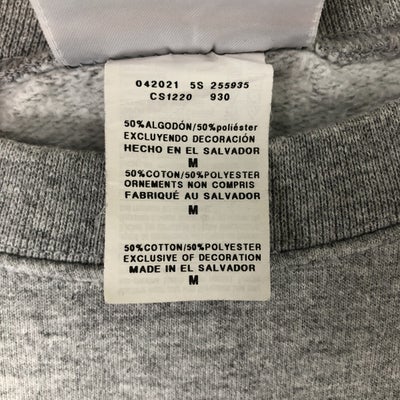 042021 5S 255935
CS1220 930
50%ALGODÓN/50%poliéster
EXCLUYENDO DECORACIÓN
HECHO EN EL SALVADOR
M
50%COTON/50%POLYESTER
ORNEMENTS NON COMPRIS
FABRIQUÉ AU SALVADOR
M
50%COTTON/50%POLYESTER
EXCLUSIVE OF DECORATION
MADE IN EL SALVADOR
M